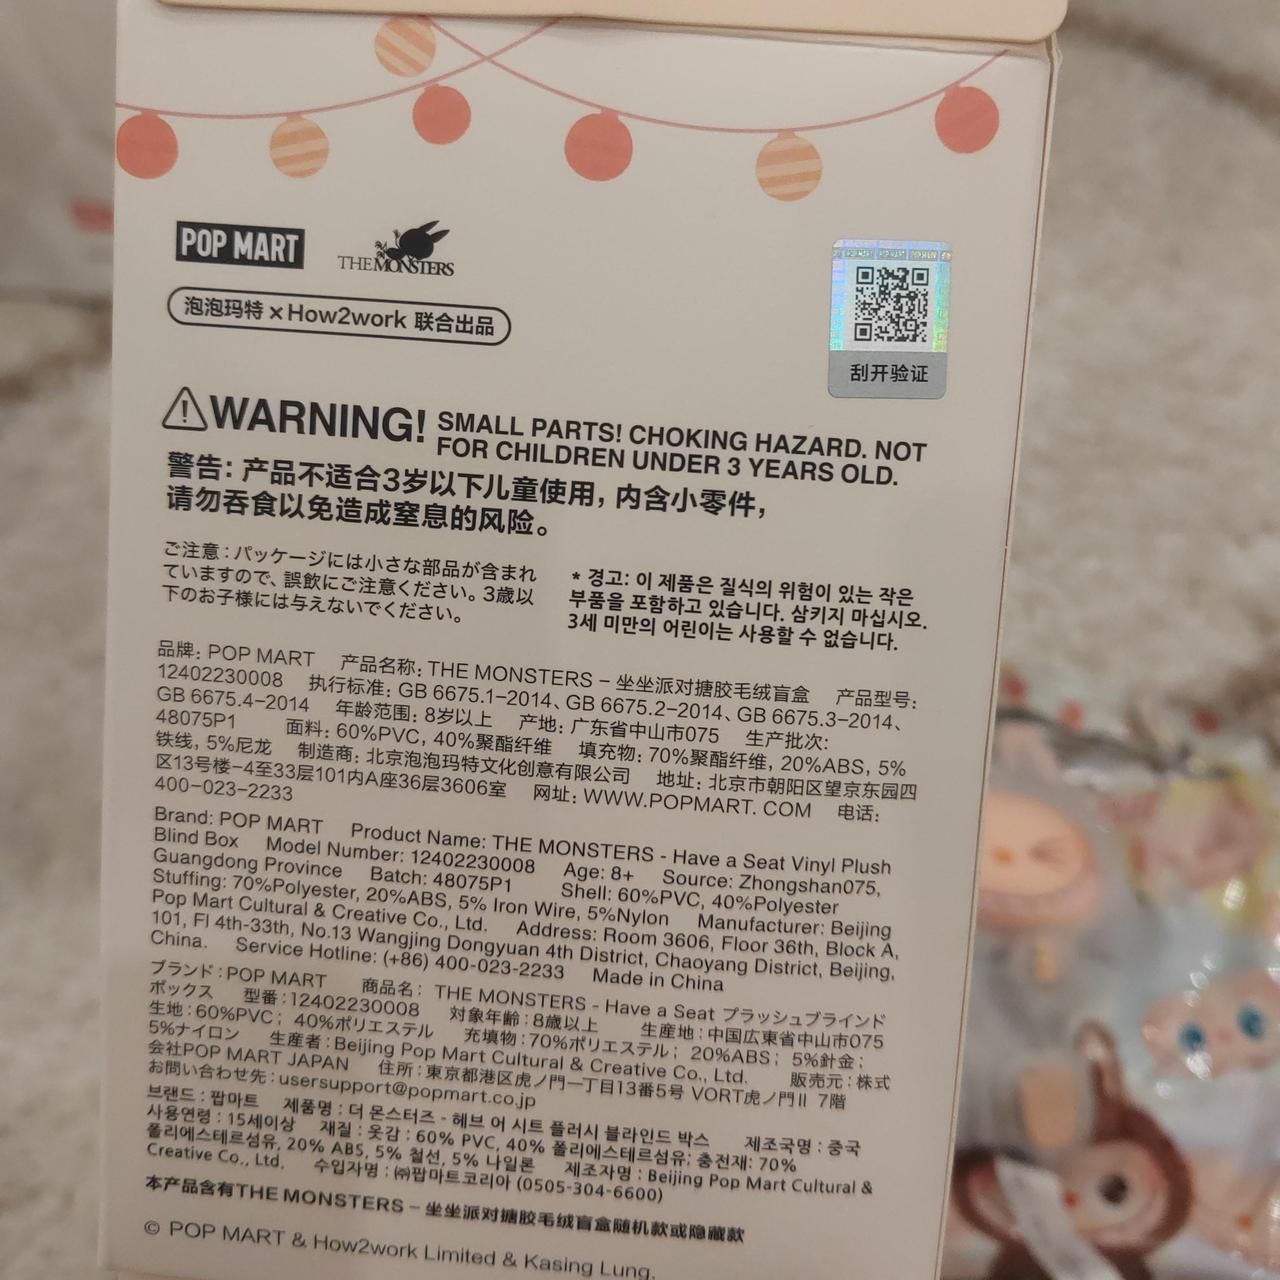 POP MART
THE MONSTERS
泡泡玛特 × How2work 联合出品
刮开验证
WARNING! SMALL PARTS! CHOKING HAZARD. NOT
FOR CHILDREN UNDER 3 YEARS OLD.
警告: 产品不适合3岁以下儿童使用, 内含小零件,
请勿吞食以免造成窒息的风险。
ご注意：パッケージには小さな部品が含まれ
ていますので、誤飲にご注意ください。3歳以
下のお子様には与えないでください。
* 경고: 이 제품은 질식의 위험이 있는 작은
부품을 포함하고 있습니다. 삼키지 마십시오.
3세 미만의 어린이는 사용할 수 없습니다.
品牌: POP MART 产品名称: THE MONSTERS – 坐坐派对搪胶毛绒盲盒 产品型号:
12402230008 执行标准: GB 6675.1–2014、GB 6675.2–2014、GB 6675.3–2014、
GB 6675.4–2014 年龄范围: 8岁以上 产地: 广东省中山市075 生产批次:
48075P1 面料: 60%PVC, 40%聚酯纤维 填充物: 70%聚酯纤维, 20%ABS, 5%
铁线, 5%尼龙 制造商: 北京泡泡玛特文化创意有限公司 地址: 北京市朝阳区望京东园四
区13号楼–4至33层101内A座36层3606室 网址: WWW.POPMART. COM 电话:
400–023–2233
Brand: POP MART Product Name: THE MONSTERS - Have a Seat Vinyl Plush
Blind Box Model Number: 12402230008 Age: 8+ Source: Zhongshan075,
Guangdong Province Batch: 48075P1 Shell: 60%PVC, 40%Polyester
Stuffing: 70%Polyester, 20%ABS, 5% Iron Wire, 5%Nylon Manufacturer: Beijing
Pop Mart Cultural & Creative Co., Ltd. Address: Room 3606, Floor 36th, Block A,
101, Fl 4th-33th, No.13 Wangjing Dongyuan 4th District, Chaoyang District, Beijing,
China. Service Hotline: (+86) 400-023-2233 Made in China
ブランド：POP MART 商品名： THE MONSTERS - Have a Seat プラッシュブラインド
ボックス 型番：12402230008 対象年齢：8歳以上 生産地：中国広東省中山市075
生地：60%PVC； 40%ポリエステル 充填物：70%ポリエステル； 20%ABS； 5%針金；
5%ナイロン 生産者：Beijing Pop Mart Cultural & Creative Co., Ltd. 販売元：株式
会社POP MART JAPAN 住所：東京都港区虎ノ門一丁目13番5号 VORT虎ノ門II 7階
お問い合わせ先：usersupport@popmart.co.jp
브랜드 : 팝마트 제품명 : 더 몬스터즈 - 헤브 어 시트 플러시 블라인드 박스 제조국명 : 중국
사용연령 : 15세이상 재질 : 옷감 : 60% PVC, 40% 폴리에스테르섬유; 충전재: 70%
폴리에스테르섬유, 20% ABS, 5% 철선, 5% 나일론 제조자명 : Beijing Pop Mart Cultural &
Creative Co., Ltd. 수입자명 : ㈜팝마트코리아 (0505-304-6600)
本产品含有THE MONSTERS – 坐坐派对搪胶毛绒盲盒随机款或隐藏款
© POP MART & How2work Limited & Kasing Lung.